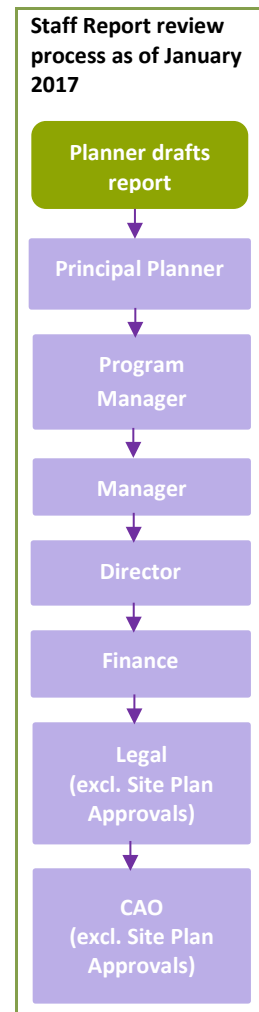 Staff Report review
process as of January
2017
Planner drafts
report
Principal Planner
Program
Manager
Manager
Director
Finance
Legal
(excl. Site Plan
Approvals)
CAO
(excl. Site Plan
Approvals)